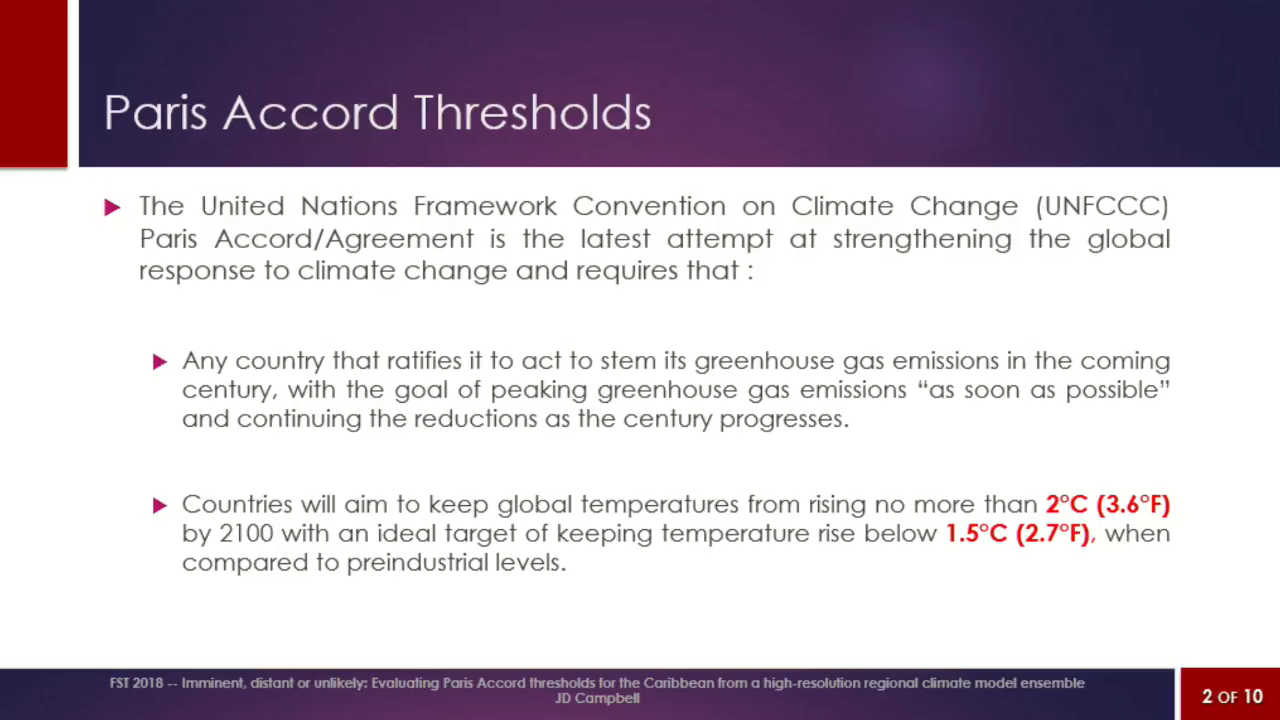 Paris Accord Thresholds
The United Nations Framework Convention on Climate Change (UNFCCC)
Paris Accord/Agreement is the latest attempt at strengthening the global
response to climate change and requires that :
Any country that ratifies it to act to stem its greenhouse gas emissions in the coming
century, with the goal of peaking greenhouse gas emissions “as soon as possible”
and continuing the reductions as the century progresses.
Countries will aim to keep global temperatures from rising no more than 2°C (3.6°F)
by 2100 with an ideal target of keeping temperature rise below 1.5°C (2.7°F), when
compared to preindustrial levels.
FST 2018 -- Imminent, distant or unlikely: Evaluating Paris Accord thresholds for the Caribbean from a high-resolution regional climate model ensemble
JD Campbell
2 OF 10